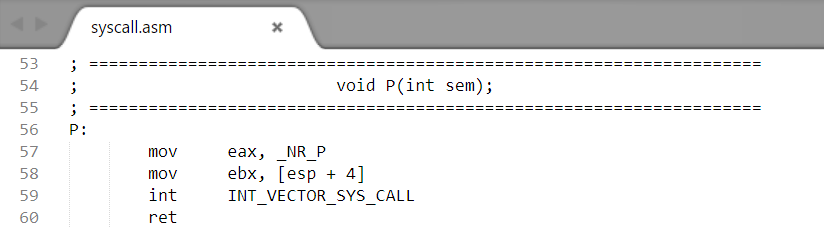 syscall.asm ×
53 ; ====================================================================
54 ;                          void P(int sem);
55 ; ====================================================================
56 P:
57         mov     eax, _NR_P
58         mov     ebx, [esp + 4]
59         int     INT_VECTOR_SYS_CALL
60         ret